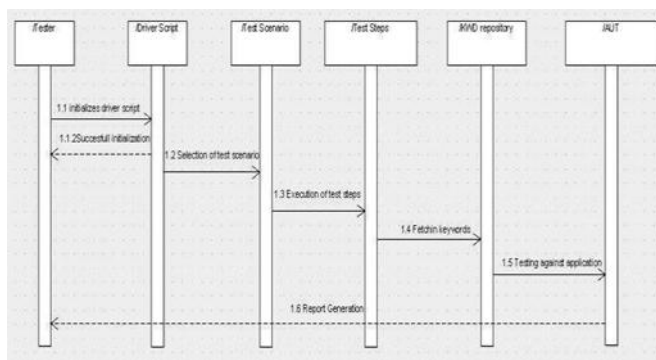 /Tester
/Driver Script
/Test Scenario
/Test Steps
/KWD repository
/AUT
1.1 initializes driver script
1.1.2Succesfull initialization
1.2 Selection of test scenario
1.3 Execution of test steps
1.4 Fetchin keywords
1.5 Testing against application
1.6 Report Generation